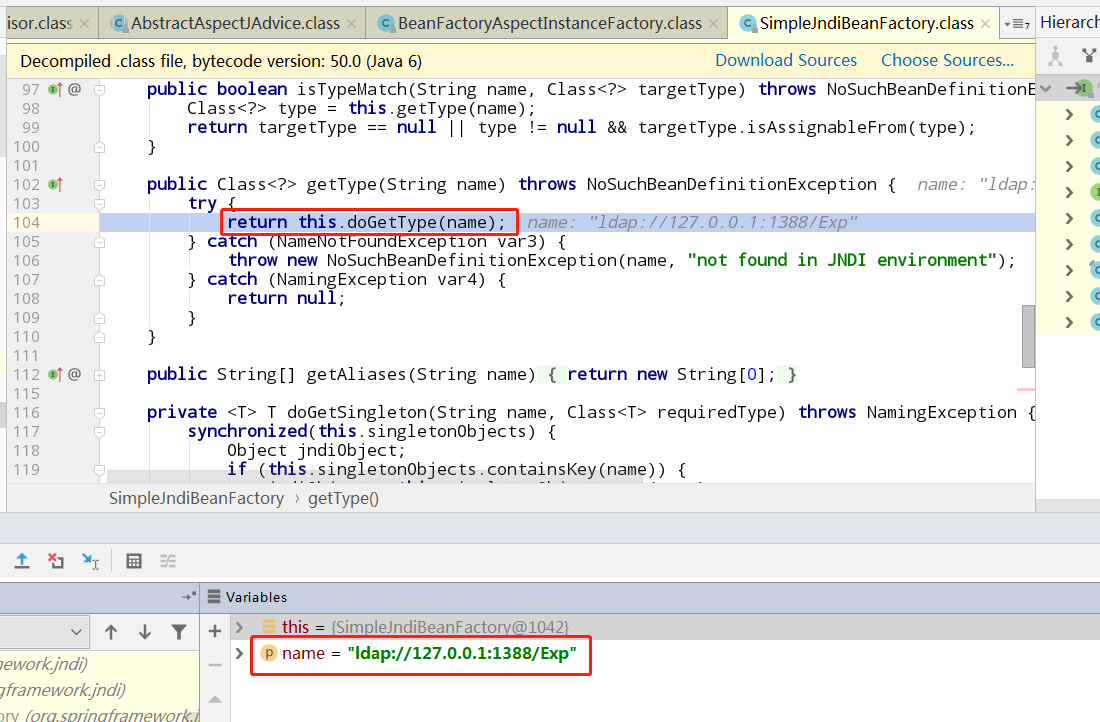 isor.class × AbstractAspectJAdvice.class × BeanFactoryAspectInstanceFactory.class × SimpleJndiBeanFactory.class × Hierarch
Decompiled .class file, bytecode version: 50.0 (Java 6) Download Sources Choose Sources...
97 @ public boolean isTypeMatch(String name, Class<?> targetType) throws NoSuchBeanDefinitionE
98 Class<?> type = this.getType(name);
99 return targetType == null || type != null && targetType.isAssignableFrom(type);
100 }
101
102 public Class<?> getType(String name) throws NoSuchBeanDefinitionException { name: "ldap:
103 try {
104 return this.doGetType(name); name: "ldap://127.0.0.1:1388/Exp"
105 } catch (NameNotFoundException var3) {
106 throw new NoSuchBeanDefinitionException(name, "not found in JNDI environment");
107 } catch (NamingException var4) {
108 return null;
109 }
110 }
111
112 @ public String[] getAliases(String name) { return new String[0]; }
115
116 private <T> T doGetSingleton(String name, Class<T> requiredType) throws NamingException {
117 synchronized(this.singletonObjects) {
118 Object jndiObject;
119 if (this.singletonObjects.containsKey(name)) {
SimpleJndiBeanFactory › getType()
Variables
this = {SimpleJndiBeanFactory@1042}
name = "ldap://127.0.0.1:1388/Exp"
nework.jndi)
gframework.jndi)
ory (org.springframework.j